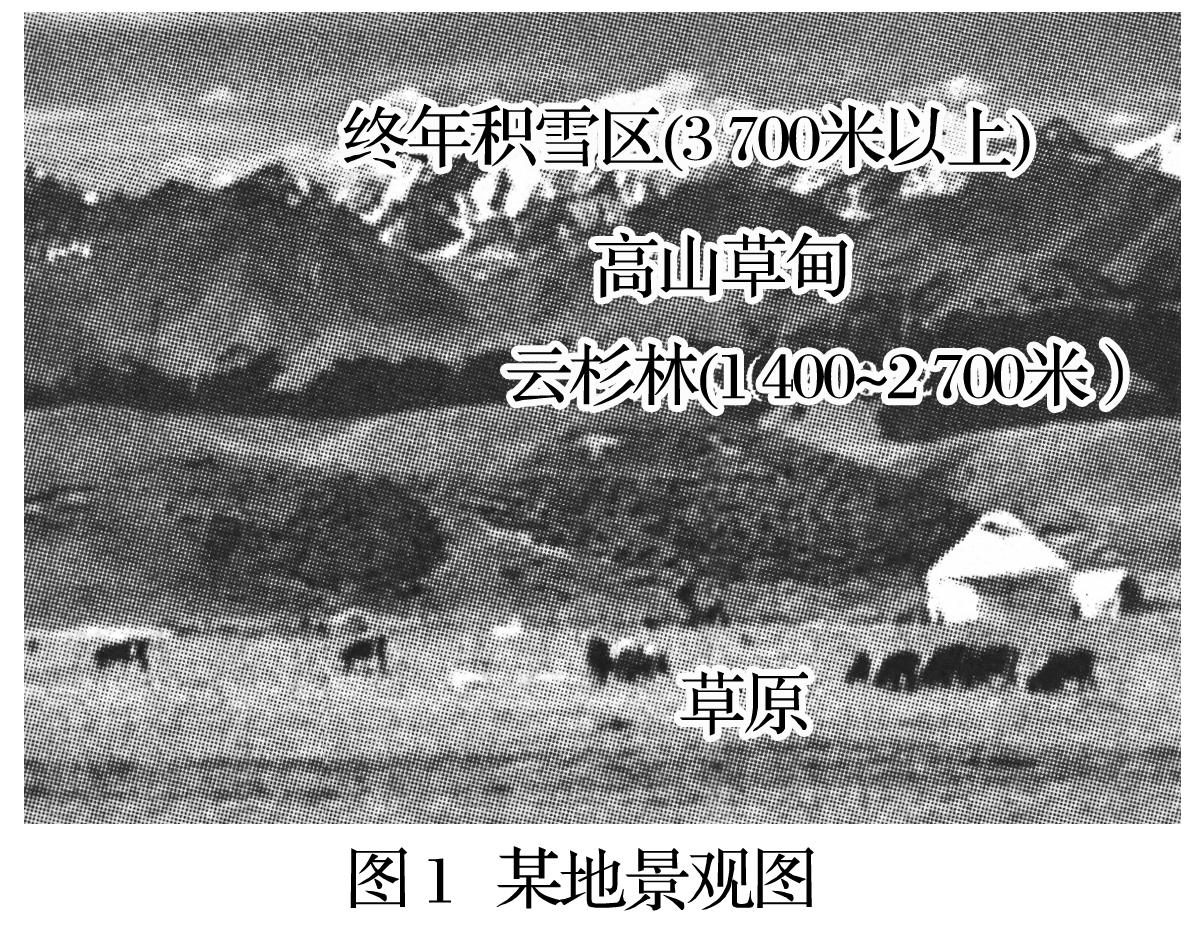 终年积雪区(3 700米以上)
高山草甸
云杉林(1 400~2 700米)
草原
图1 某地景观图